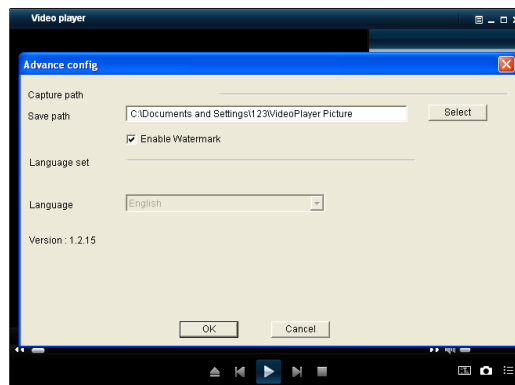 Video player
Advance config
Capture path
Save path C:\Documents and Settings\123\VideoPlayer Picture Select
Enable Watermark
Language set
Language English
Version : 1.2.15
OK Cancel